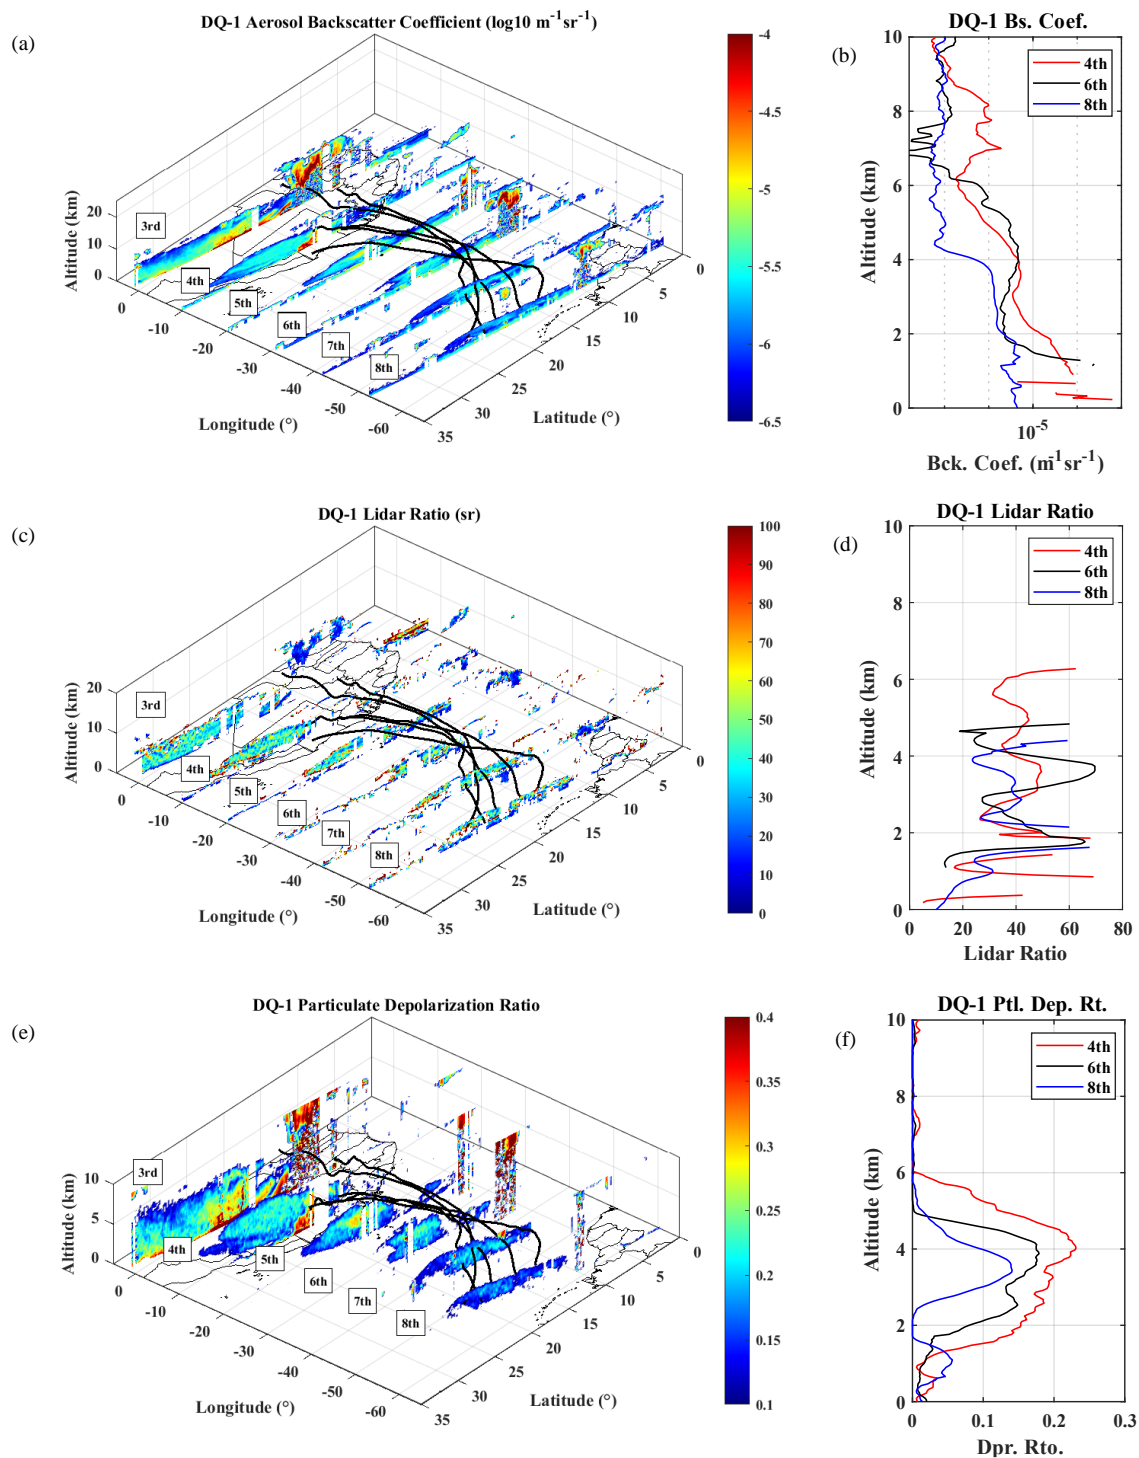 (a)
DQ-1 Aerosol Backscatter Coefficient (log10 m⁻¹sr⁻¹)
Altitude (km)
20
10
0
3rd
4th
5th
6th
7th
8th
0
-10
-20
-30
-40
-50
-60
Longitude (°)
35
30
25
20
15
10
5
0
Latitude (°)
-4
-4.5
-5
-5.5
-6
-6.5
(b)
DQ-1 Bs. Coef.
4th
6th
8th
Altitude (km)
10
8
6
4
2
0
10⁻⁵
Bck. Coef. (m⁻¹sr⁻¹)
(c)
DQ-1 Lidar Ratio (sr)
Altitude (km)
20
10
0
3rd
4th
5th
6th
7th
8th
0
-10
-20
-30
-40
-50
-60
Longitude (°)
35
30
25
20
15
10
5
0
Latitude (°)
100
90
80
70
60
50
40
30
20
10
0
(d)
DQ-1 Lidar Ratio
4th
6th
8th
Altitude (km)
10
8
6
4
2
0
0 20 40 60 80
Lidar Ratio
(e)
DQ-1 Particulate Depolarization Ratio
Altitude (km)
10
5
0
3rd
4th
5th
6th
7th
8th
0
-10
-20
-30
-40
-50
-60
Longitude (°)
35
30
25
20
15
10
5
0
Latitude (°)
0.4
0.35
0.3
0.25
0.2
0.15
0.1
(f)
DQ-1 Ptl. Dep. Rt.
4th
6th
8th
Altitude (km)
10
8
6
4
2
0
0 0.1 0.2 0.3
Dpr. Rto.